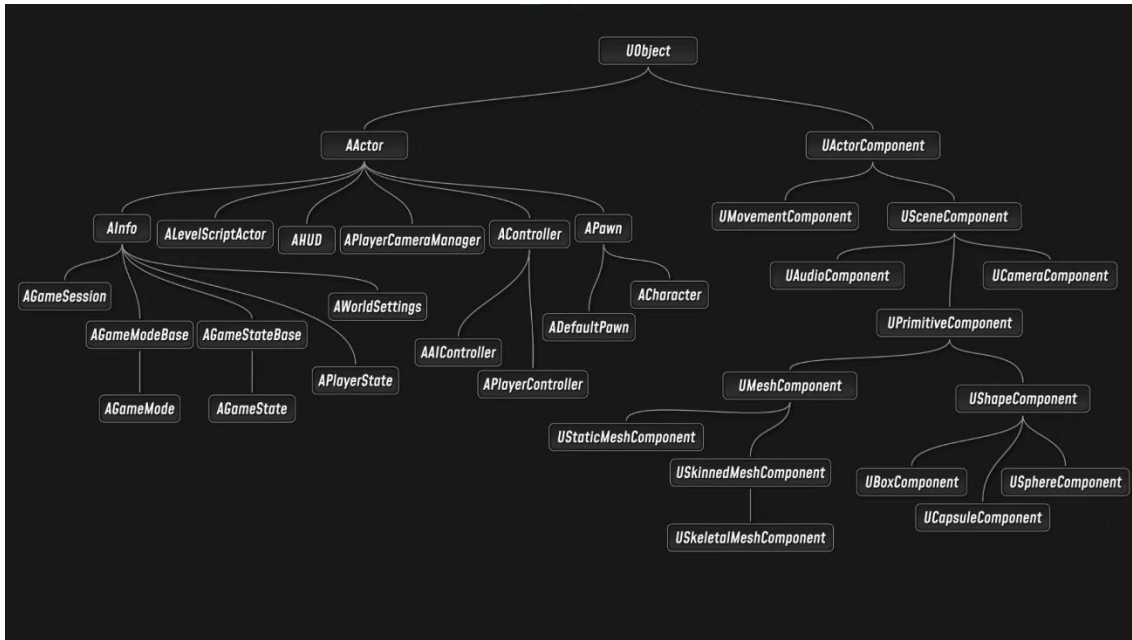 UObject
AActor
UActorComponent
AInfo
ALevelScriptActor
AHUD
APlayerCameraManager
AController
APawn
UMovementComponent
USceneComponent
AGameSession
AWorldSettings
ACharacter
UAudioComponent
UCameraComponent
AGameModeBase
AGameStateBase
ADefaultPawn
UPrimitiveComponent
AAIController
APlayerState
APlayerController
UMeshComponent
UShapeComponent
AGameMode
AGameState
UStaticMeshComponent
USkinnedMeshComponent
UBoxComponent
USphereComponent
UCapsuleComponent
USkeletalMeshComponent